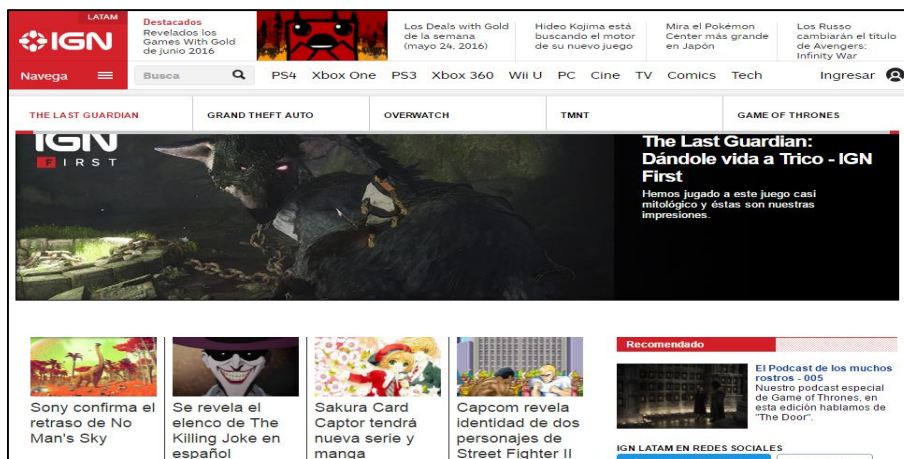 LATAM
IGN
Destacados
Revelados los
Games With Gold
de junio 2016
Los Deals with Gold
de la semana
(mayo 24, 2016)
Hideo Kojima está
buscando el motor
de su nuevo juego
Mira el Pokémon
Center más grande
en Japón
Los Russo
cambiarán el título
de Avengers:
Infinity War
Navega
Busca
PS4 Xbox One PS3 Xbox 360 Wii U PC Cine TV Comics Tech
Ingresar
THE LAST GUARDIAN
GRAND THEFT AUTO
OVERWATCH
TMNT
GAME OF THRONES
IGN
FIRST
The Last Guardian:
Dándole vida a Trico - IGN
First
Hemos jugado a este juego casi
mitológico y éstas son nuestras
impresiones.
Sony confirma el
retraso de No
Man's Sky
Se revela el
elenco de The
Killing Joke en
español
Sakura Card
Captor tendrá
nueva serie y
manga
Capcom revela
identidad de dos
personajes de
Street Fighter II
Recomendado
El Podcast de los muchos
rostros - 005
Nuestro podcast especial
de Game of Thrones, en
esta edición hablamos de
"The Door".
IGN LATAM EN REDES SOCIALES